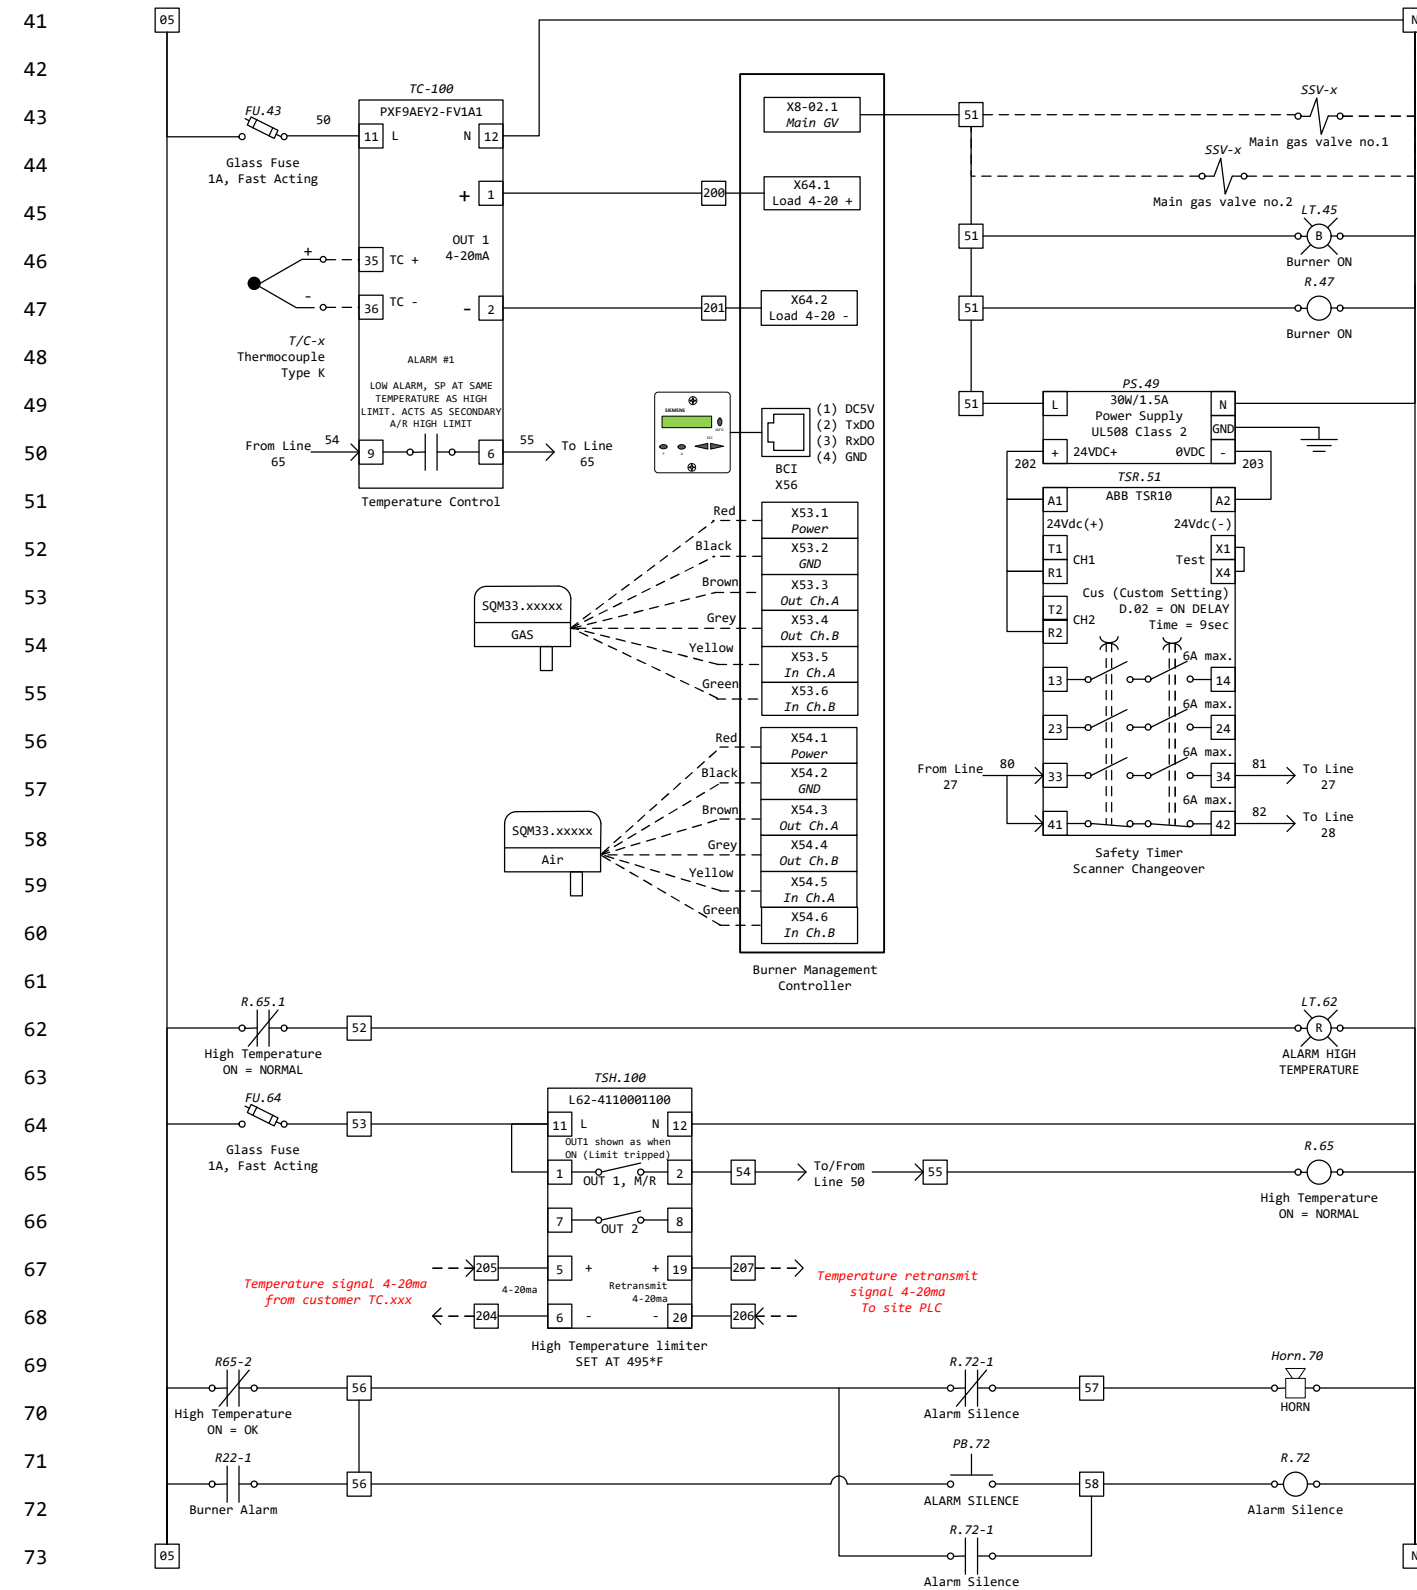 41
05
N
42
TC-100
43
FU.43
50
PXF9AEY2-FV1A1
11
L
N
12
Glass Fuse
1A, Fast Acting
X8-02.1
Main GV
51
SSV-x
Main gas valve no.1
44
+
1
200
X64.1
Load 4-20 +
SSV-x
Main gas valve no.2
45
OUT 1
4-20mA
51
LT.45
B
Burner ON
46
+
35
TC +
47
-
36
TC -
-
2
201
X64.2
Load 4-20 -
51
R.47
Burner ON
T/C-x
Thermocouple
Type K
48
ALARM #1
LOW ALARM, SP AT SAME
TEMPERATURE AS HIGH
LIMIT. ACTS AS SECONDARY
A/R HIGH LIMIT
49
SIEMENS
(1) DC5V
(2) TxDO
(3) RxDO
(4) GND
BCI
X56
51
PS.49
L
30W/1.5A
Power Supply
UL508 Class 2
N
GND
50
From Line
65
54
9
6
55
To Line
65
+
24VDC+
0VDC
-
202
203
Temperature Control
51
TSR.51
A1
ABB TSR10
A2
24Vdc(+)
24Vdc(-)
Red
X53.1
Power
52
Black
X53.2
GND
T1
R1
CH1
Test
X1
X4
53
Brown
X53.3
Out Ch.A
SQM33.xxxxx
GAS
Cus (Custom Setting)
D.02 = ON DELAY
Time = 9sec
T2
R2
CH2
54
Grey
X53.4
Out Ch.B
Yellow
X53.5
In Ch.A
6A max.
13
14
55
Green
X53.6
In Ch.B
6A max.
23
24
56
Red
X54.1
Power
6A max.
57
Black
X54.2
GND
From Line
27
80
33
34
81
To Line
27
Brown
X54.3
Out Ch.A
6A max.
58
SQM33.xxxxx
Air
Grey
X54.4
Out Ch.B
41
42
82
To Line
28
Safety Timer
Scanner Changeover
59
Yellow
X54.5
In Ch.A
60
Green
X54.6
In Ch.B
61
Burner Management
Controller
62
R.65.1
High Temperature
ON = NORMAL
52
LT.62
R
ALARM HIGH
TEMPERATURE
63
TSH.100
64
FU.64
Glass Fuse
1A, Fast Acting
53
L62-4110001100
11
L
N
12
OUT1 shown as when
ON (Limit tripped)
65
1
OUT 1, M/R
2
54
To/From
Line 50
55
R.65
High Temperature
ON = NORMAL
66
7
OUT 2
8
67
Temperature signal 4-20ma
from customer TC.xxx
205
4-20ma
5
+
+
19
Retransmit
4-20ma
207
Temperature retransmit
signal 4-20ma
To site PLC
68
204
6
-
-
20
206
High Temperature limiter
SET AT 495*F
69
R65-2
High Temperature
ON = OK
56
R.72-1
Alarm Silence
57
Horn.70
HORN
70
71
R22-1
Burner Alarm
56
PB.72
ALARM SILENCE
58
R.72
Alarm Silence
72
R.72-1
Alarm Silence
73
05
N